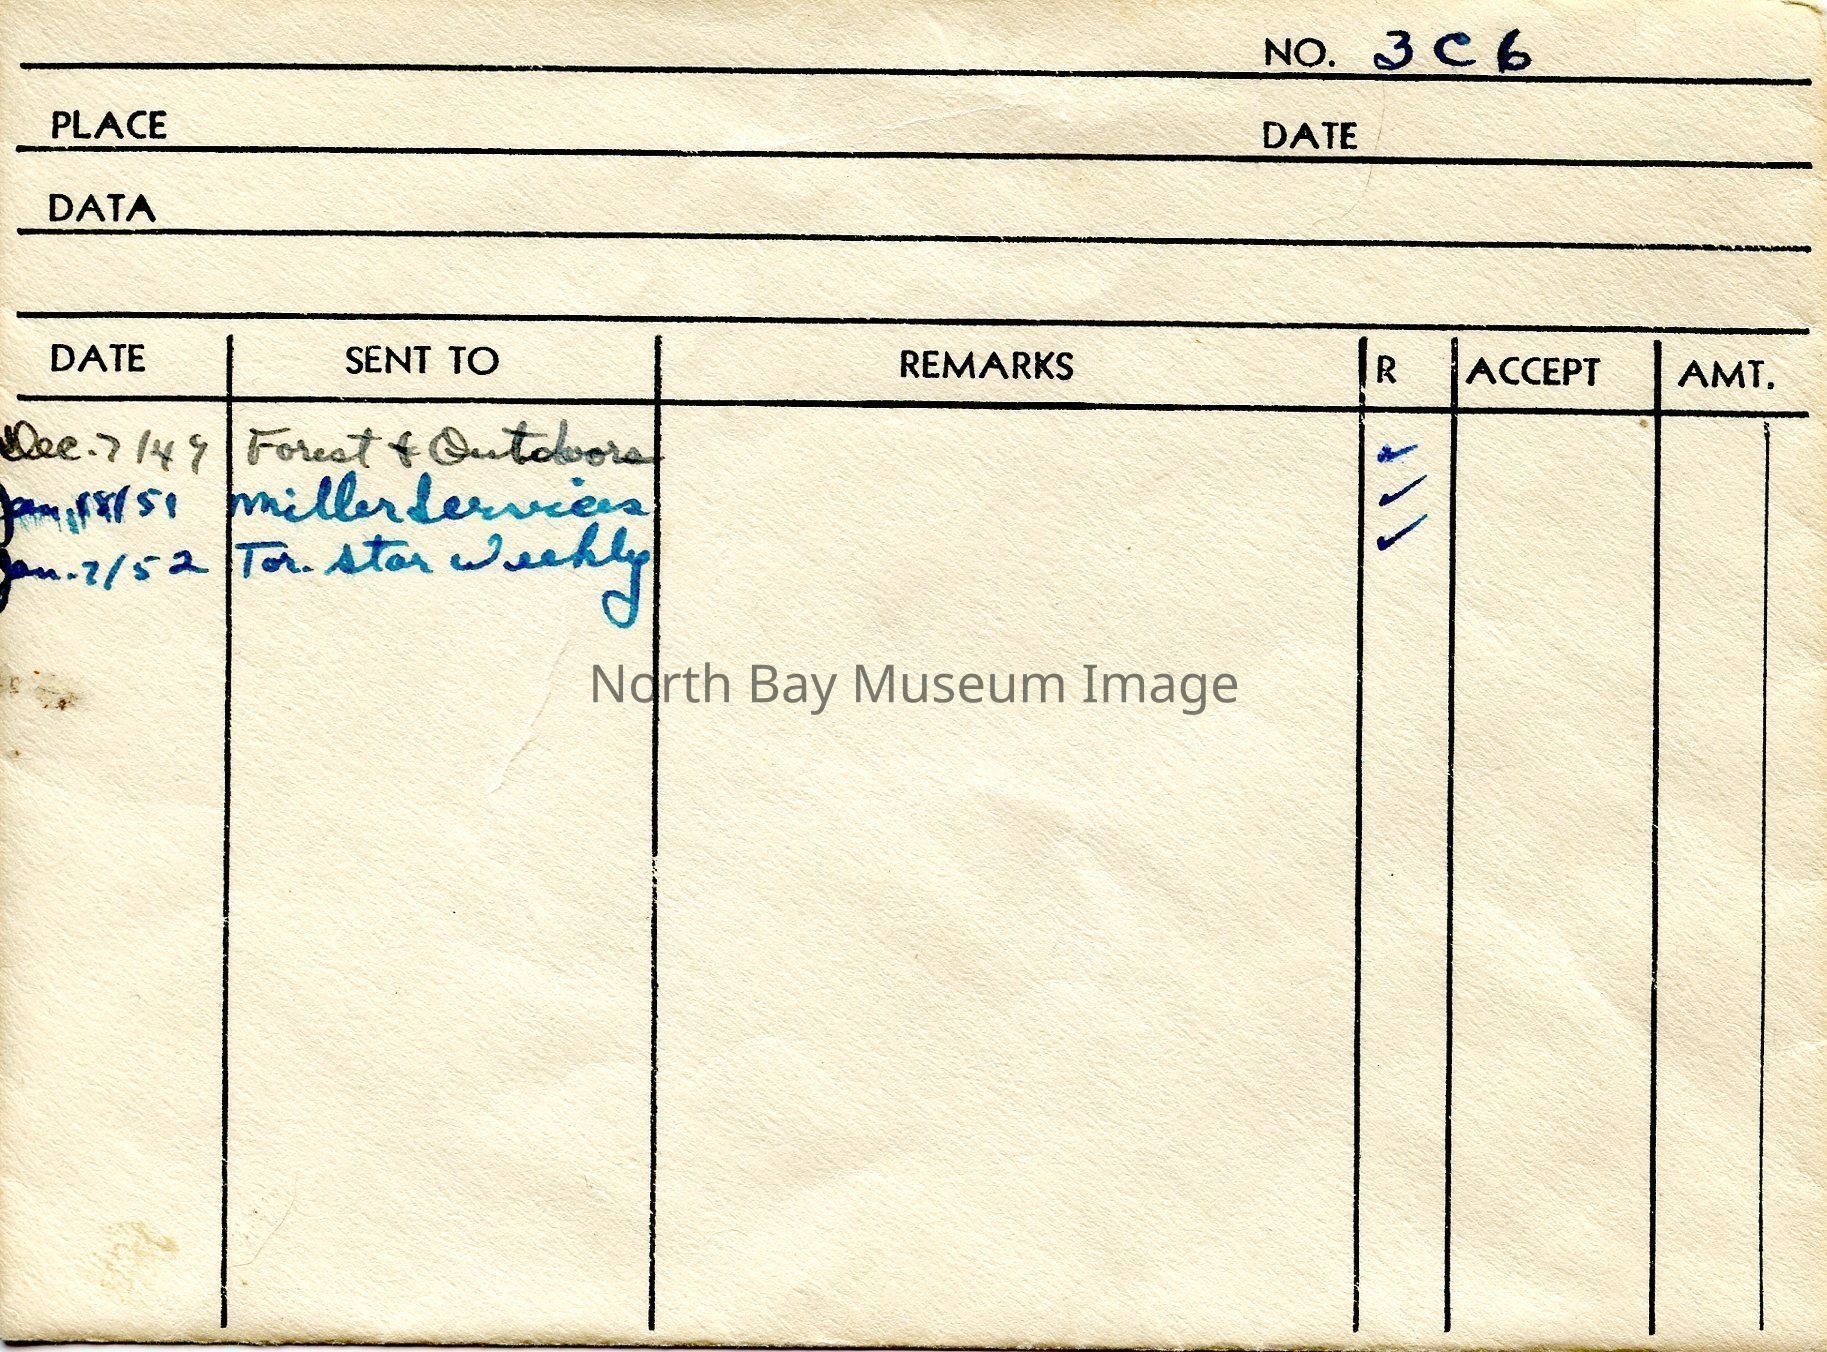 NO. 3C6
PLACE DATE
DATA
DATE SENT TO REMARKS R ACCEPT AMT.
Dec. 7/49 Forest & Outdoors ✓
Jan. 18/51 Miller Services ✓
Jan. 7/52 Tor. Star Weekly ✓
North Bay Museum Image